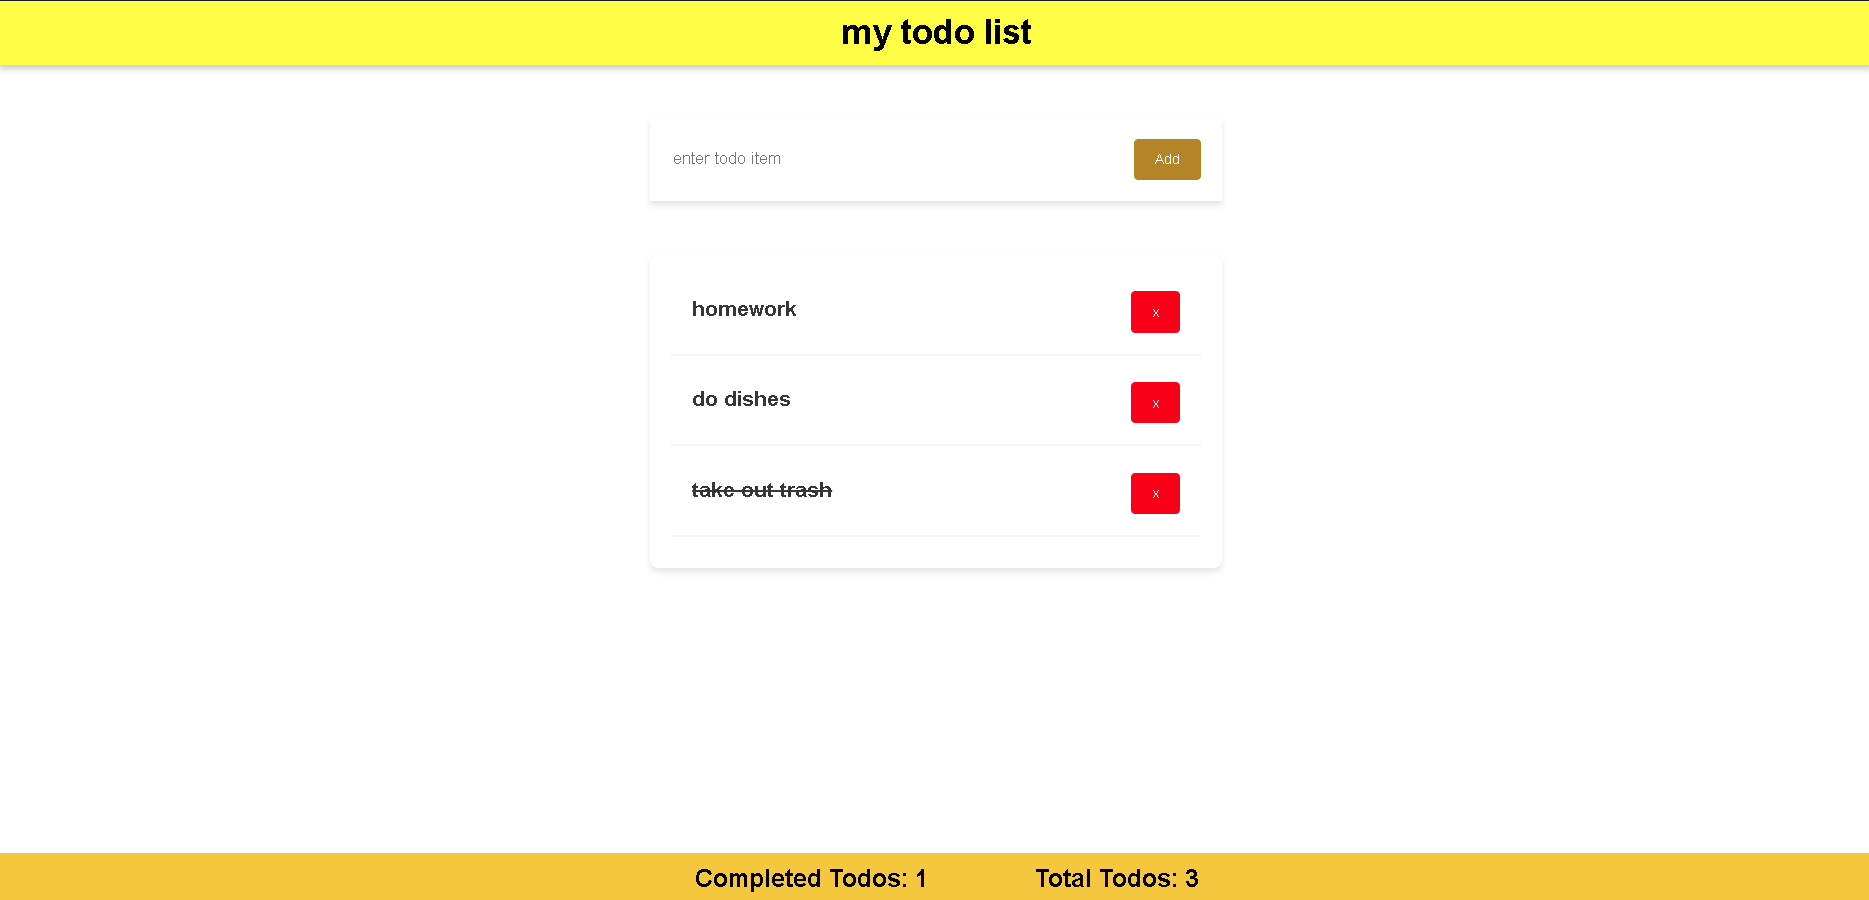 my todo list
enter todo item Add
homework x
do dishes x
take out trash x
Completed Todos: 1 Total Todos: 3